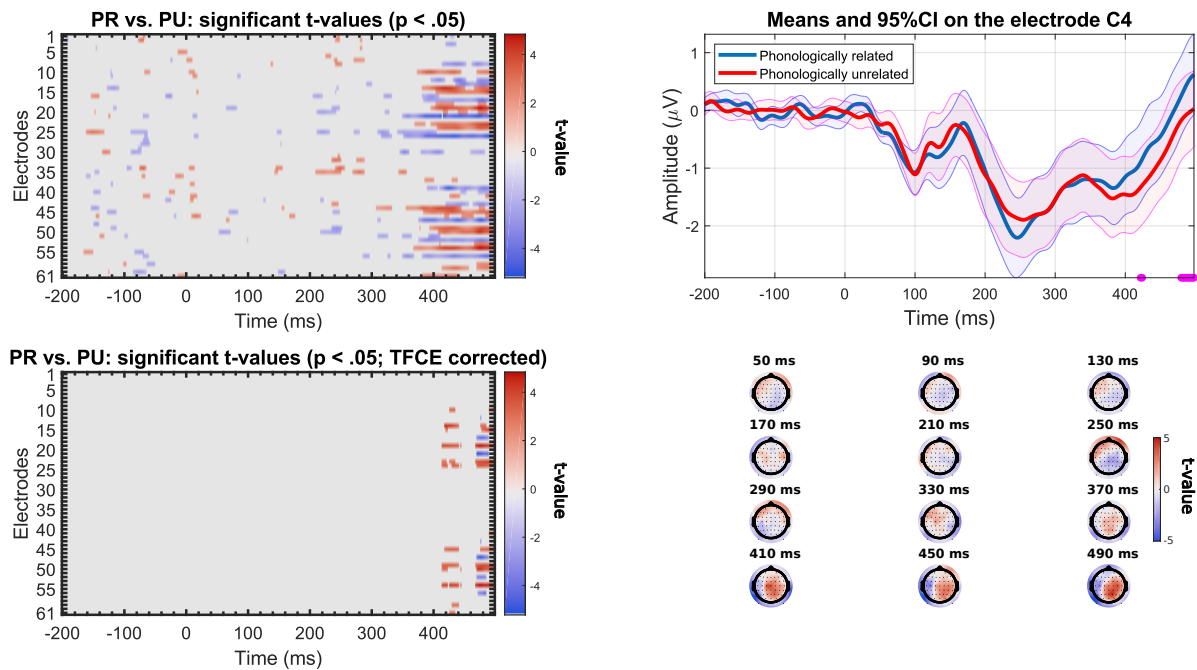 PR vs. PU: significant t-values (p < .05)
1
5
10
15
20
25
30
35
40
45
50
55
61
Electrodes
-200 -100 0 100 200 300 400
Time (ms)
4
2
0
-2
-4
t-value
Means and 95%CI on the electrode C4
Phonologically related
Phonologically unrelated
1
0
-1
-2
Amplitude (μV)
-200 -100 0 100 200 300 400
Time (ms)
PR vs. PU: significant t-values (p < .05; TFCE corrected)
1
5
10
15
20
25
30
35
40
45
50
55
61
Electrodes
-200 -100 0 100 200 300 400
Time (ms)
4
2
0
-2
-4
t-value
50 ms 90 ms 130 ms
170 ms 210 ms 250 ms
290 ms 330 ms 370 ms
410 ms 450 ms 490 ms
5
0
-5
t-value